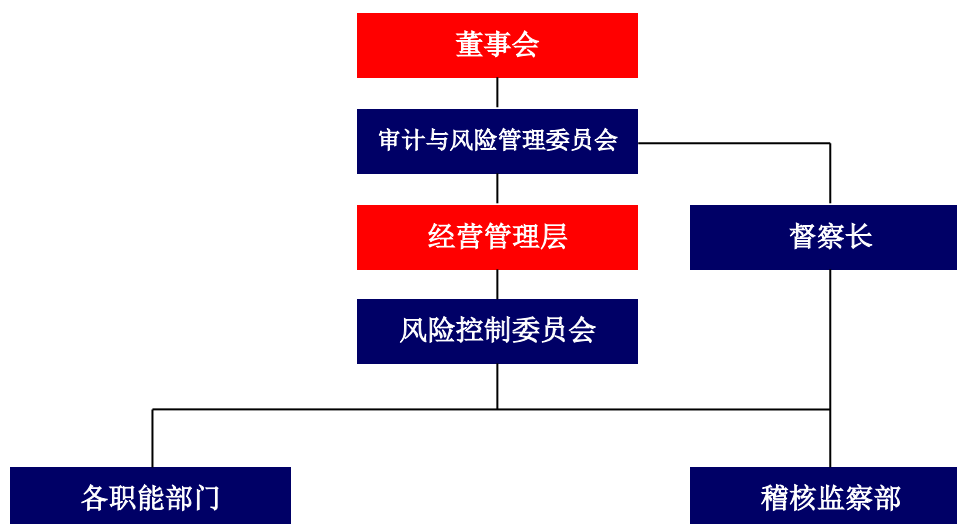 董事会
审计与风险管理委员会
经营管理层
督察长
风险控制委员会
各职能部门
稽核监察部